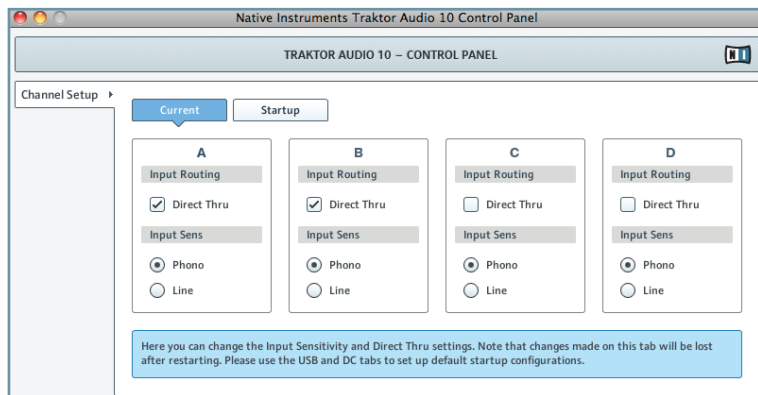 Native Instruments Traktor Audio 10 Control Panel
TRAKTOR AUDIO 10 – CONTROL PANEL
NI
Channel Setup
Current Startup
A B C D
Input Routing Input Routing Input Routing Input Routing
Direct Thru Direct Thru Direct Thru Direct Thru
Input Sens Input Sens Input Sens Input Sens
Phono Phono Phono Phono
Line Line Line Line
Here you can change the Input Sensitivity and Direct Thru settings. Note that changes made on this tab will be lost
after restarting. Please use the USB and DC tabs to set up default startup configurations.